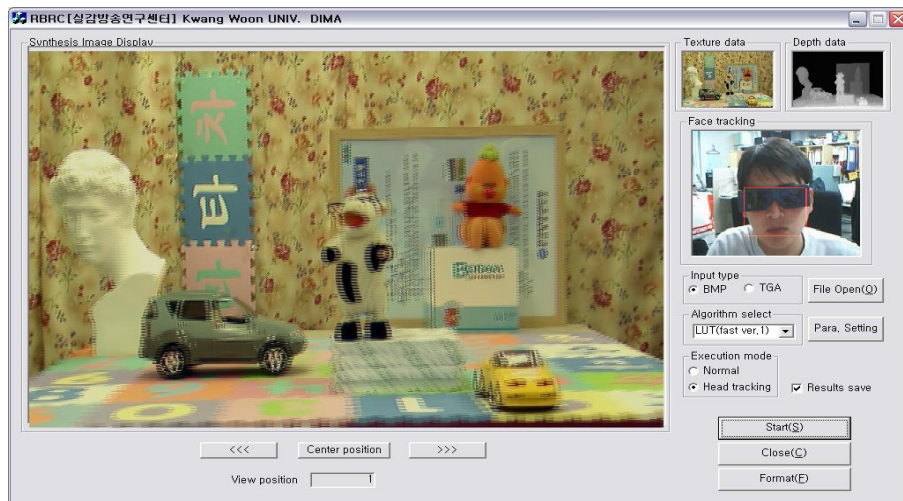 RBRC[실감방송연구센터] Kwang Woon UNIV. DIMA
Synthesis Image Display
Texture data
Depth data
Face tracking
차
타
Input type
BMP
TGA
File Open(O)
Algorithm select
LUT(fast ver,1)
Para, Setting
Execution mode
Normal
Head tracking
Results save
Start(S)
Close(C)
Format(F)
<<<
Center position
>>>
View position
1